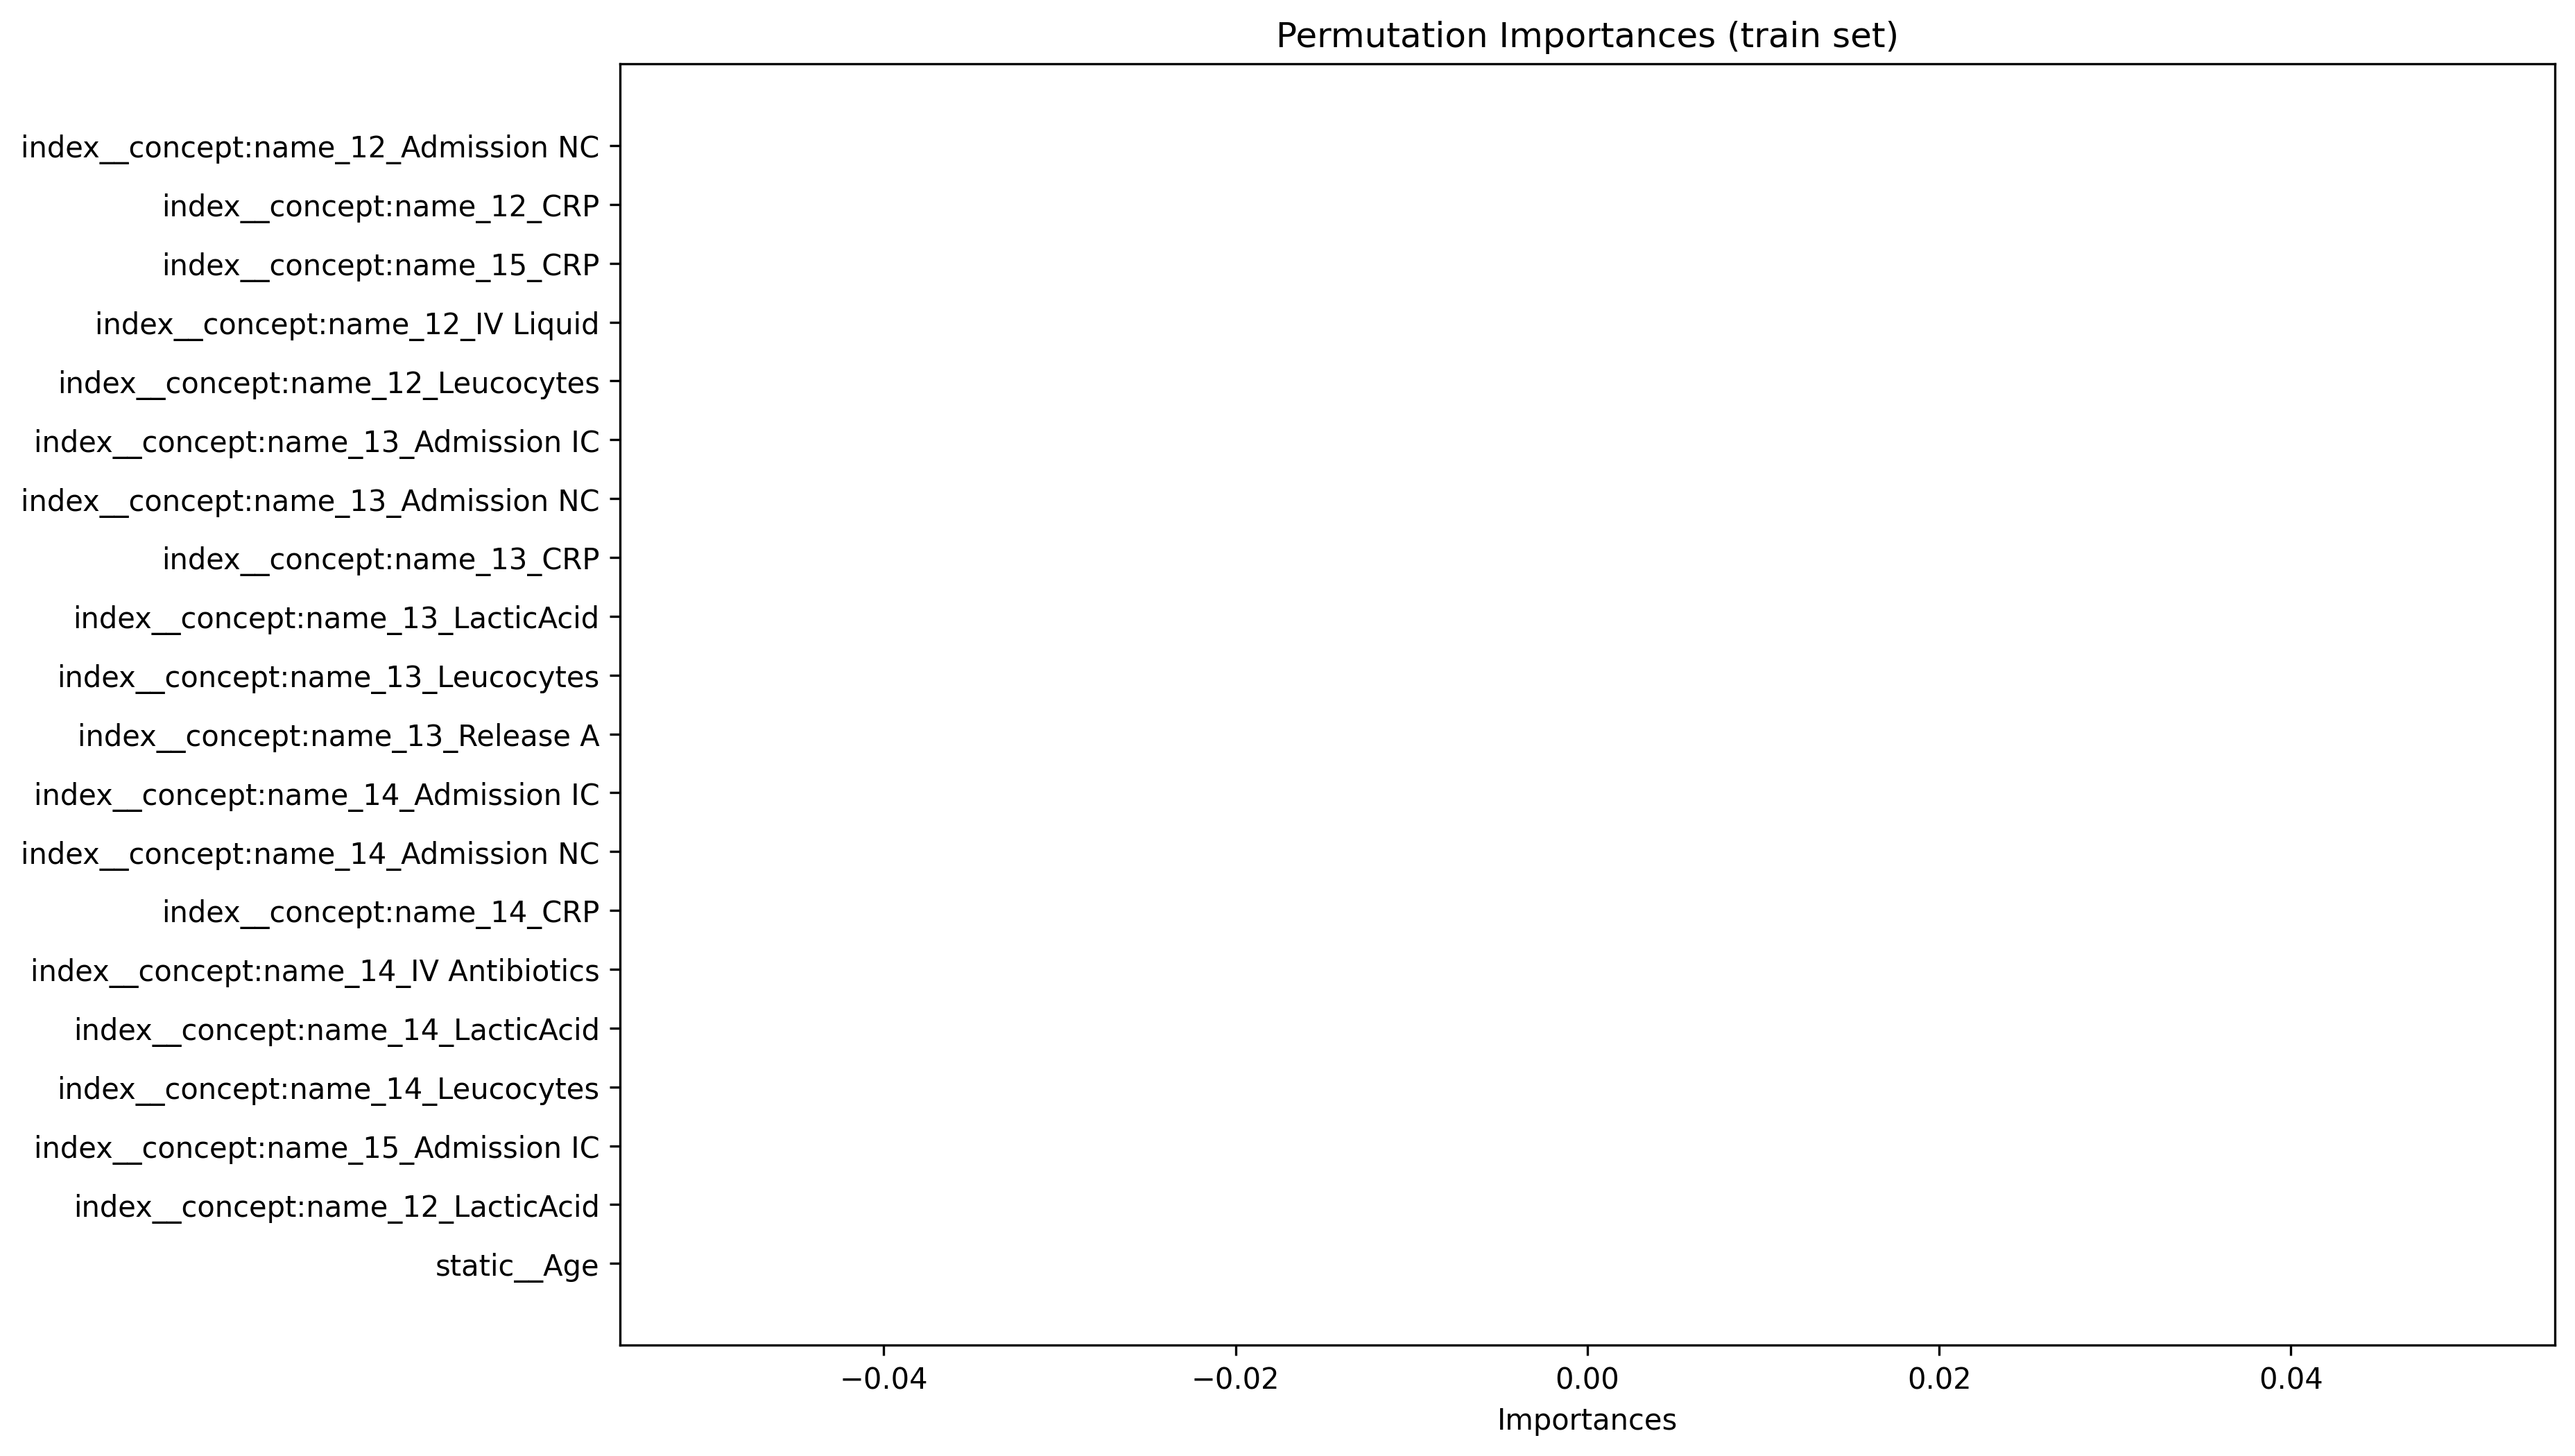 Permutation Importances (train set)
index__concept:name_12_Admission NC
index__concept:name_12_CRP
index__concept:name_15_CRP
index__concept:name_12_IV Liquid
index__concept:name_12_Leucocytes
index__concept:name_13_Admission IC
index__concept:name_13_Admission NC
index__concept:name_13_CRP
index__concept:name_13_LacticAcid
index__concept:name_13_Leucocytes
index__concept:name_13_Release A
index__concept:name_14_Admission IC
index__concept:name_14_Admission NC
index__concept:name_14_CRP
index__concept:name_14_IV Antibiotics
index__concept:name_14_LacticAcid
index__concept:name_14_Leucocytes
index__concept:name_15_Admission IC
index__concept:name_12_LacticAcid
static__Age
−0.04 −0.02 0.00 0.02 0.04
Importances